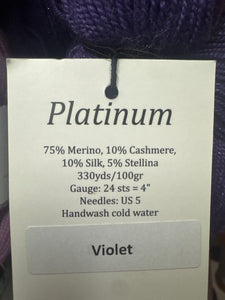 Platinum
75% Merino, 10% Cashmere,
10% Silk, 5% Stellina
330yds/100gr
Gauge: 24 sts = 4"
Needles: US 5
Handwash cold water
Violet